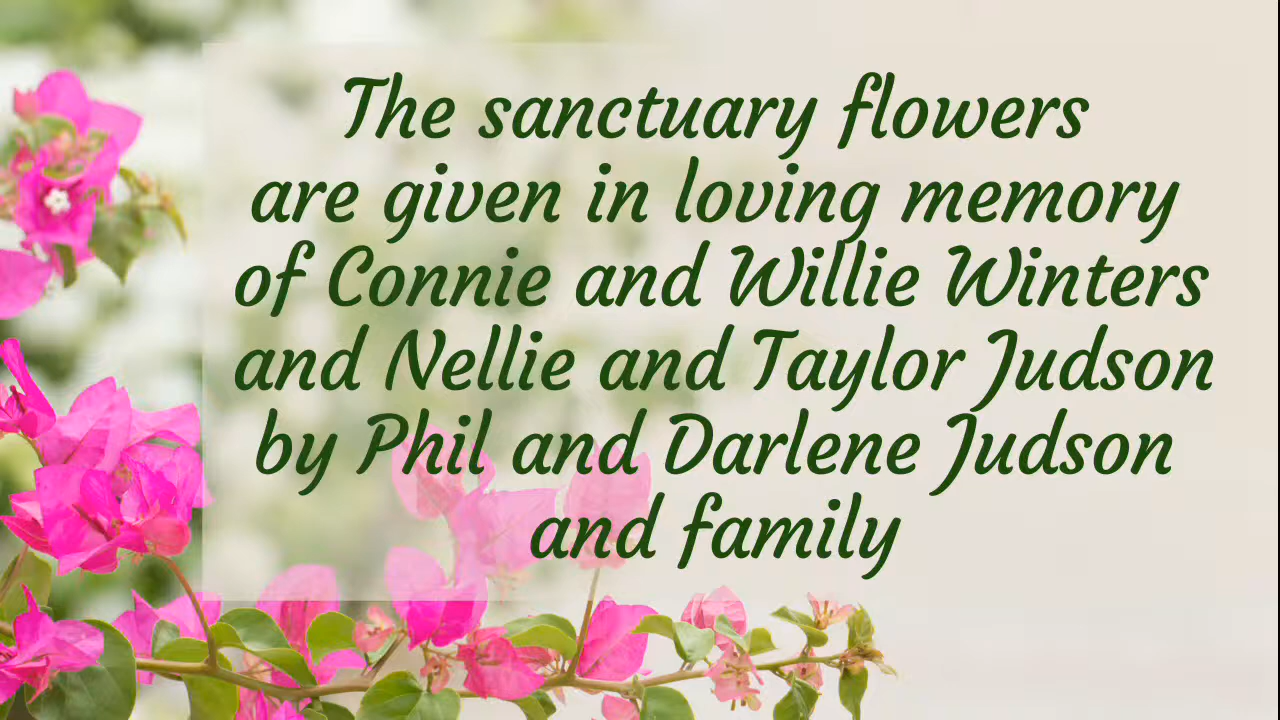 The sanctuary flowers
are given in loving memory
of Connie and Willie Winters
and Nellie and Taylor Judson
by Phil and Darlene Judson
and family